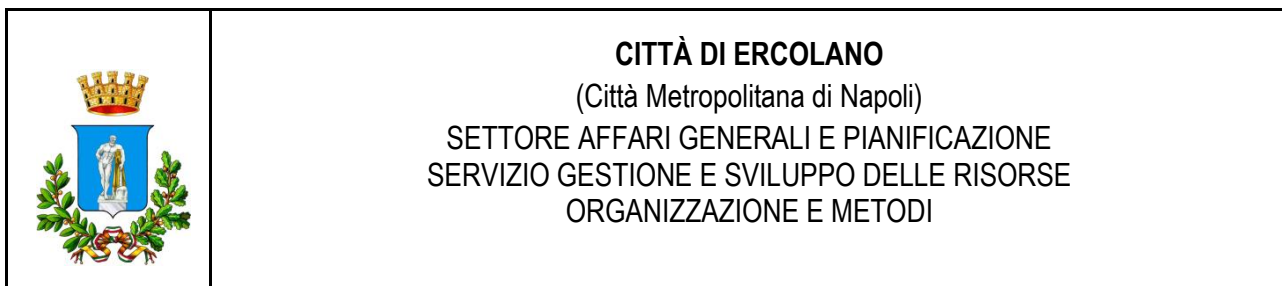 CITTÀ DI ERCOLANO
(Città Metropolitana di Napoli)
SETTORE AFFARI GENERALI E PIANIFICAZIONE
SERVIZIO GESTIONE E SVILUPPO DELLE RISORSE
ORGANIZZAZIONE E METODI